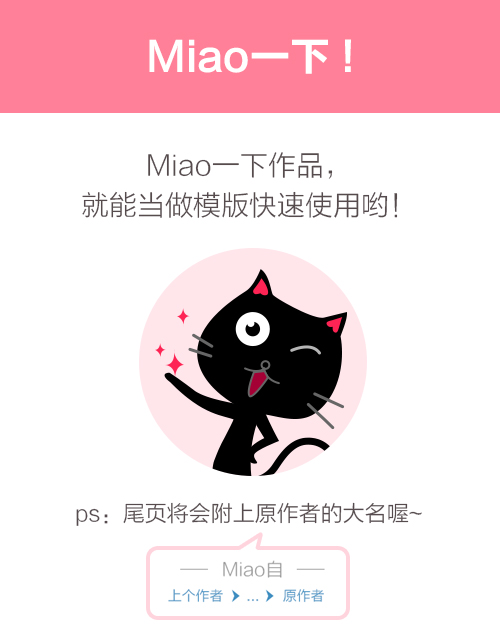 Miao一下！
Miao一下作品，
就能当做模版快速使用哟！
ps：尾页将会附上原作者的大名喔~
Miao自
上个作者 ... 原作者